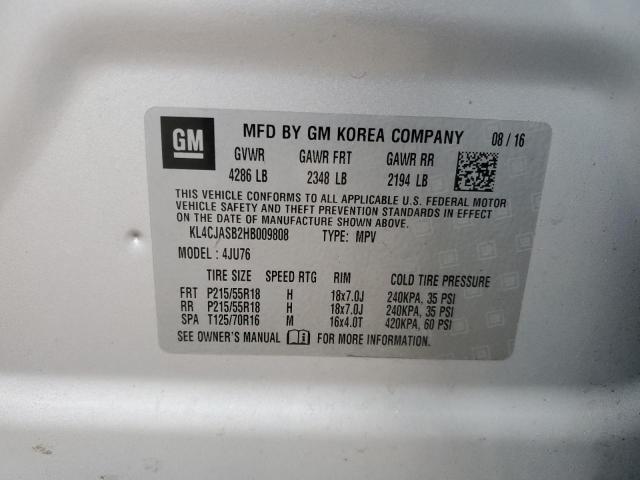 GM MFD BY GM KOREA COMPANY 08 / 16
GVWR GAWR FRT GAWR RR
4286 LB 2348 LB 2194 LB
THIS VEHICLE CONFORMS TO ALL APPLICABLE U.S. FEDERAL MOTOR
VEHICLE SAFETY AND THEFT PREVENTION STANDARDS IN EFFECT
ON THE DATE OF MANUFACTURE SHOWN ABOVE.
KL4CJASB2HB009808 TYPE: MPV
MODEL : 4JU76
TIRE SIZE SPEED RTG RIM COLD TIRE PRESSURE
FRT P215/55R18 H 18x7.0J 240KPA, 35 PSI
RR P215/55R18 H 18x7.0J 240KPA, 35 PSI
SPA T125/70R16 M 16x4.0T 420KPA, 60 PSI
SEE OWNER'S MANUAL FOR MORE INFORMATION.